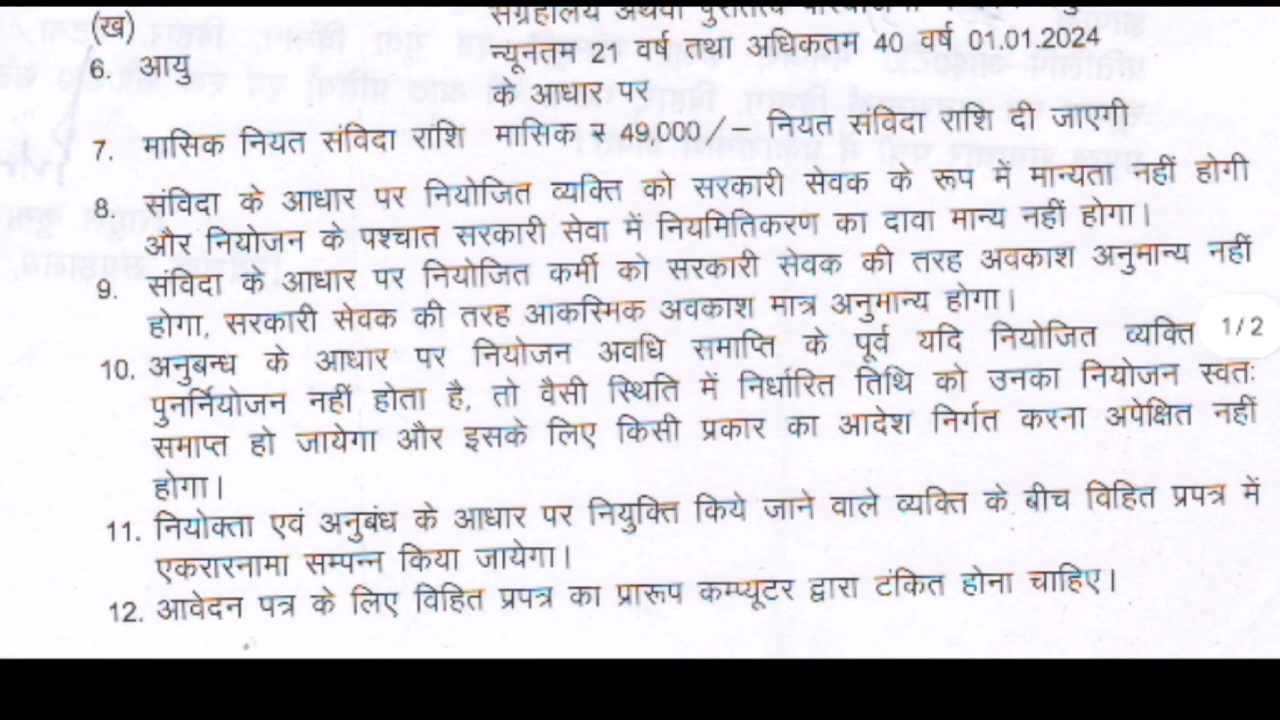 (ख) संग्रहालय अथवा पुरातत्व
6. आयु न्यूनतम 21 वर्ष तथा अधिकतम 40 वर्ष 01.01.2024
के आधार पर
7. मासिक नियत संविदा राशि मासिक ₹ 49,000/– नियत संविदा राशि दी जाएगी
8. संविदा के आधार पर नियोजित व्यक्ति को सरकारी सेवक के रूप में मान्यता नहीं होगी
और नियोजन के पश्चात सरकारी सेवा में नियमितिकरण का दावा मान्य नहीं होगा।
9. संविदा के आधार पर नियोजित कर्मी को सरकारी सेवक की तरह अवकाश अनुमान्य नहीं
होगा, सरकारी सेवक की तरह आकस्मिक अवकाश मात्र अनुमान्य होगा।
1/2
10. अनुबन्ध के आधार पर नियोजन अवधि समाप्ति के पूर्व यदि नियोजित व्यक्ति
पुनर्नियोजन नहीं होता है, तो वैसी स्थिति में निर्धारित तिथि को उनका नियोजन स्वतः
समाप्त हो जायेगा और इसके लिए किसी प्रकार का आदेश निर्गत करना अपेक्षित नहीं
होगा।
11. नियोक्ता एवं अनुबंध के आधार पर नियुक्ति किये जाने वाले व्यक्ति के बीच विहित प्रपत्र में
एकरारनामा सम्पन्न किया जायेगा।
12. आवेदन पत्र के लिए विहित प्रपत्र का प्रारूप कम्प्यूटर द्वारा टंकित होना चाहिए।